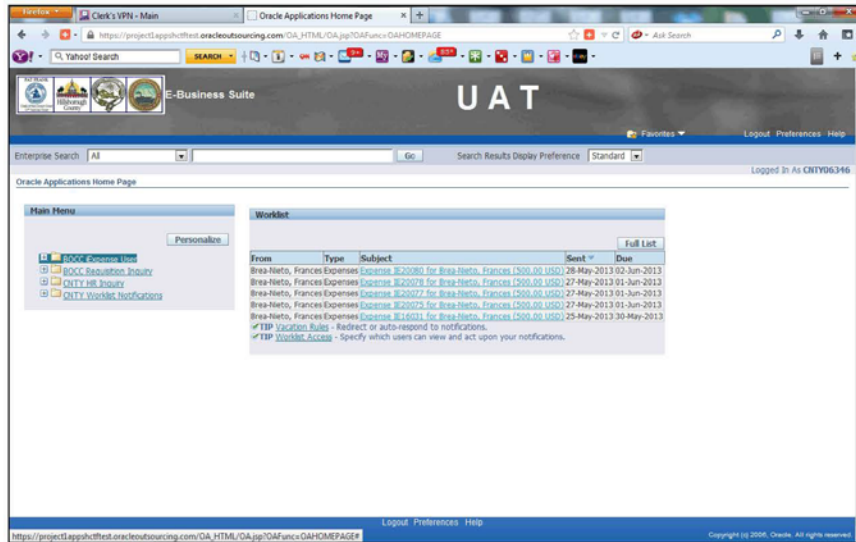 Firefox
Clerk's VPN - Main
Oracle Applications Home Page
https://project1appshctftest.oracleoutsourcing.com/OA_HTML/OA.jsp?OAFunc=OAHOMEPAGE
Ask Search
Yahoo! Search
SEARCH
PAT FRANK
Hillsborough County
E-Business Suite
UAT
Favorites
Logout Preferences Help
Enterprise Search All Go Search Results Display Preference Standard
Logged In As CNTY06346
Oracle Applications Home Page
Main Menu
Personalize
BOCC Expense User
BOCC Requisition Inquiry
CNTY HR Inquiry
CNTY Worklist Notifications
Worklist
Full List
From Type Subject Sent Due
Brea-Nieto, Frances Expenses Expense IE20080 for Brea-Nieto, Frances (500.00 USD) 28-May-2013 02-Jun-2013
Brea-Nieto, Frances Expenses Expense IE20078 for Brea-Nieto, Frances (500.00 USD) 27-May-2013 01-Jun-2013
Brea-Nieto, Frances Expenses Expense IE20077 for Brea-Nieto, Frances (500.00 USD) 27-May-2013 01-Jun-2013
Brea-Nieto, Frances Expenses Expense IE20075 for Brea-Nieto, Frances (500.00 USD) 27-May-2013 01-Jun-2013
Brea-Nieto, Frances Expenses Expense IE16031 for Brea-Nieto, Frances (500.00 USD) 25-May-2013 30-May-2013
TIP Vacation Rules - Redirect or auto-respond to notifications.
TIP Worklist Access - Specify which users can view and act upon your notifications.
Logout Preferences Help
https://project1appshctftest.oracleoutsourcing.com/OA_HTML/OA.jsp?OAFunc=OAHOMEPAGE#
Copyright (c) 2006, Oracle. All rights reserved.